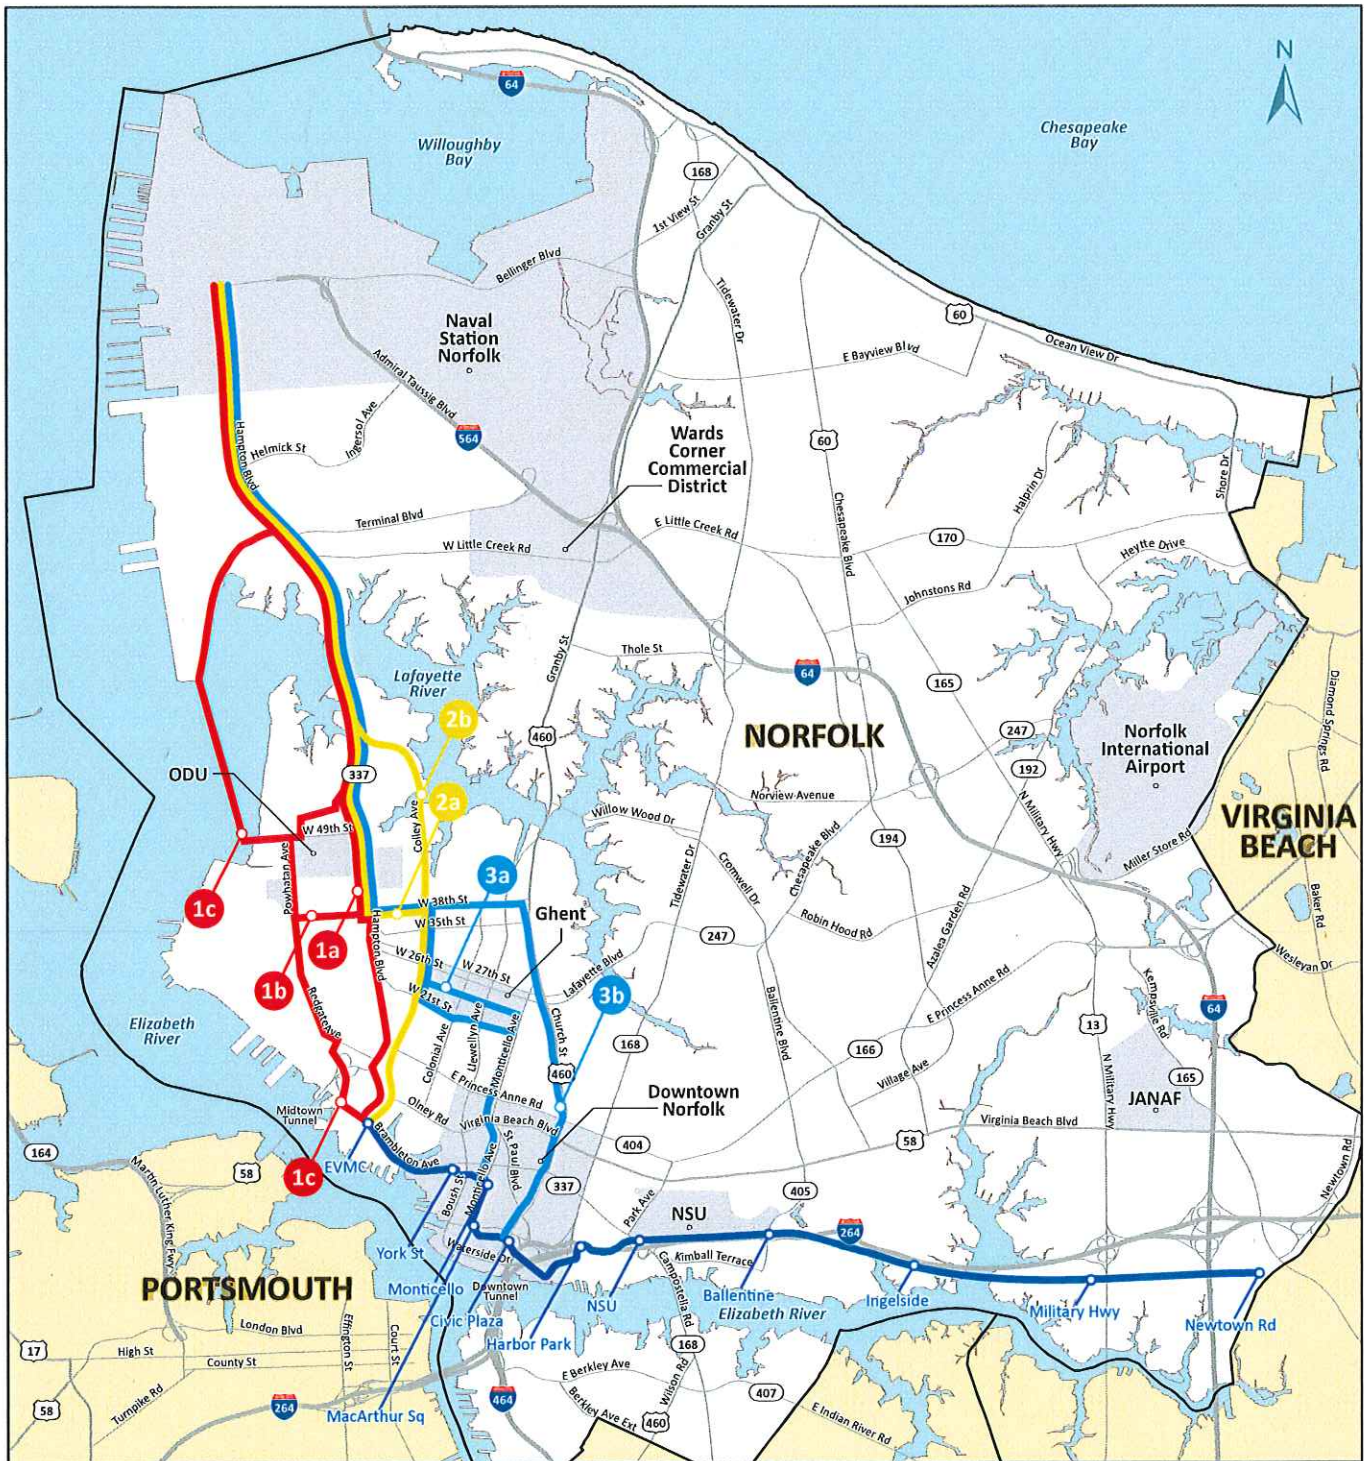 N
64
Willoughby
Bay
Chesapeake
Bay
168
1st View St
Granby St
Bellinger Blvd
Tidewater Dr
60
Ocean View Dr
Naval
Station
Norfolk
E Bayview Blvd
Admiral Taussig Blvd
Ingersol Ave
Helmick St
Hampton Blvd
564
Wards
Corner
Commercial
District
60
Halprin Dr
Shore Dr
Terminal Blvd
W Little Creek Rd
E Little Creek Rd
Chesapeake Blvd
170
Heytte Drive
Johnstons Rd
Granby St
Thole St
64
165
Lafayette
River
Diamond Springs Rd
2b
460
NORFOLK
247
Norfolk
International
Airport
ODU
337
192
2a
Norview Avenue
Willow Wood Dr
N Military Hwy
VIRGINIA
BEACH
W 49th St
Colley Ave
Chesapeake Blvd
194
Miller Store Rd
Powhatan Ave
Tidewater Dr
Cromwell Dr
3a
1c
W 38th St
Ghent
Azalea Garden Rd
Baker Rd
Hampton Blvd
W 35th St
Robin Hood Rd
247
1a
W 26th St
W 27th St
Lafayette Blvd
Wesleyan Dr
1b
3b
E Princess Anne Rd
Kempsville Rd
W 21st St
Redgate Ave
Elizabeth
River
Llewellyn Ave
Monticello Ave
Church St
Ballentine Blvd
64
13
Colonial Ave
168
166
460
E Princess Anne Rd
Village Ave
N Military Hwy
165
Downtown
Norfolk
JANAF
Midtown
Tunnel
Olney Rd
Virginia Beach Blvd
Virginia Beach Blvd
404
58
164
Brambleton Ave
St Paul Blvd
Newtown Rd
58
EVMC
1c
Martin Luther King Fwy
Boush St
Monticello Ave
337
Park Ave
405
NSU
264
York St
Waterside Dr
Kimball Terrace
PORTSMOUTH
Monticello
Downtown
Tunnel
Campostella Rd
Ballentine
Ingelside
Military Hwy
NSU
Elizabeth River
Civic Plaza
Newtown Rd
London Blvd
Effington St
Court St
Harbor Park
168
17
High St
County St
E Berkley Ave
Wilson Rd
Turnpike Rd
407
58
264
464
Berkley Ave Ext
MacArthur Sq
460
E Indian River Rd